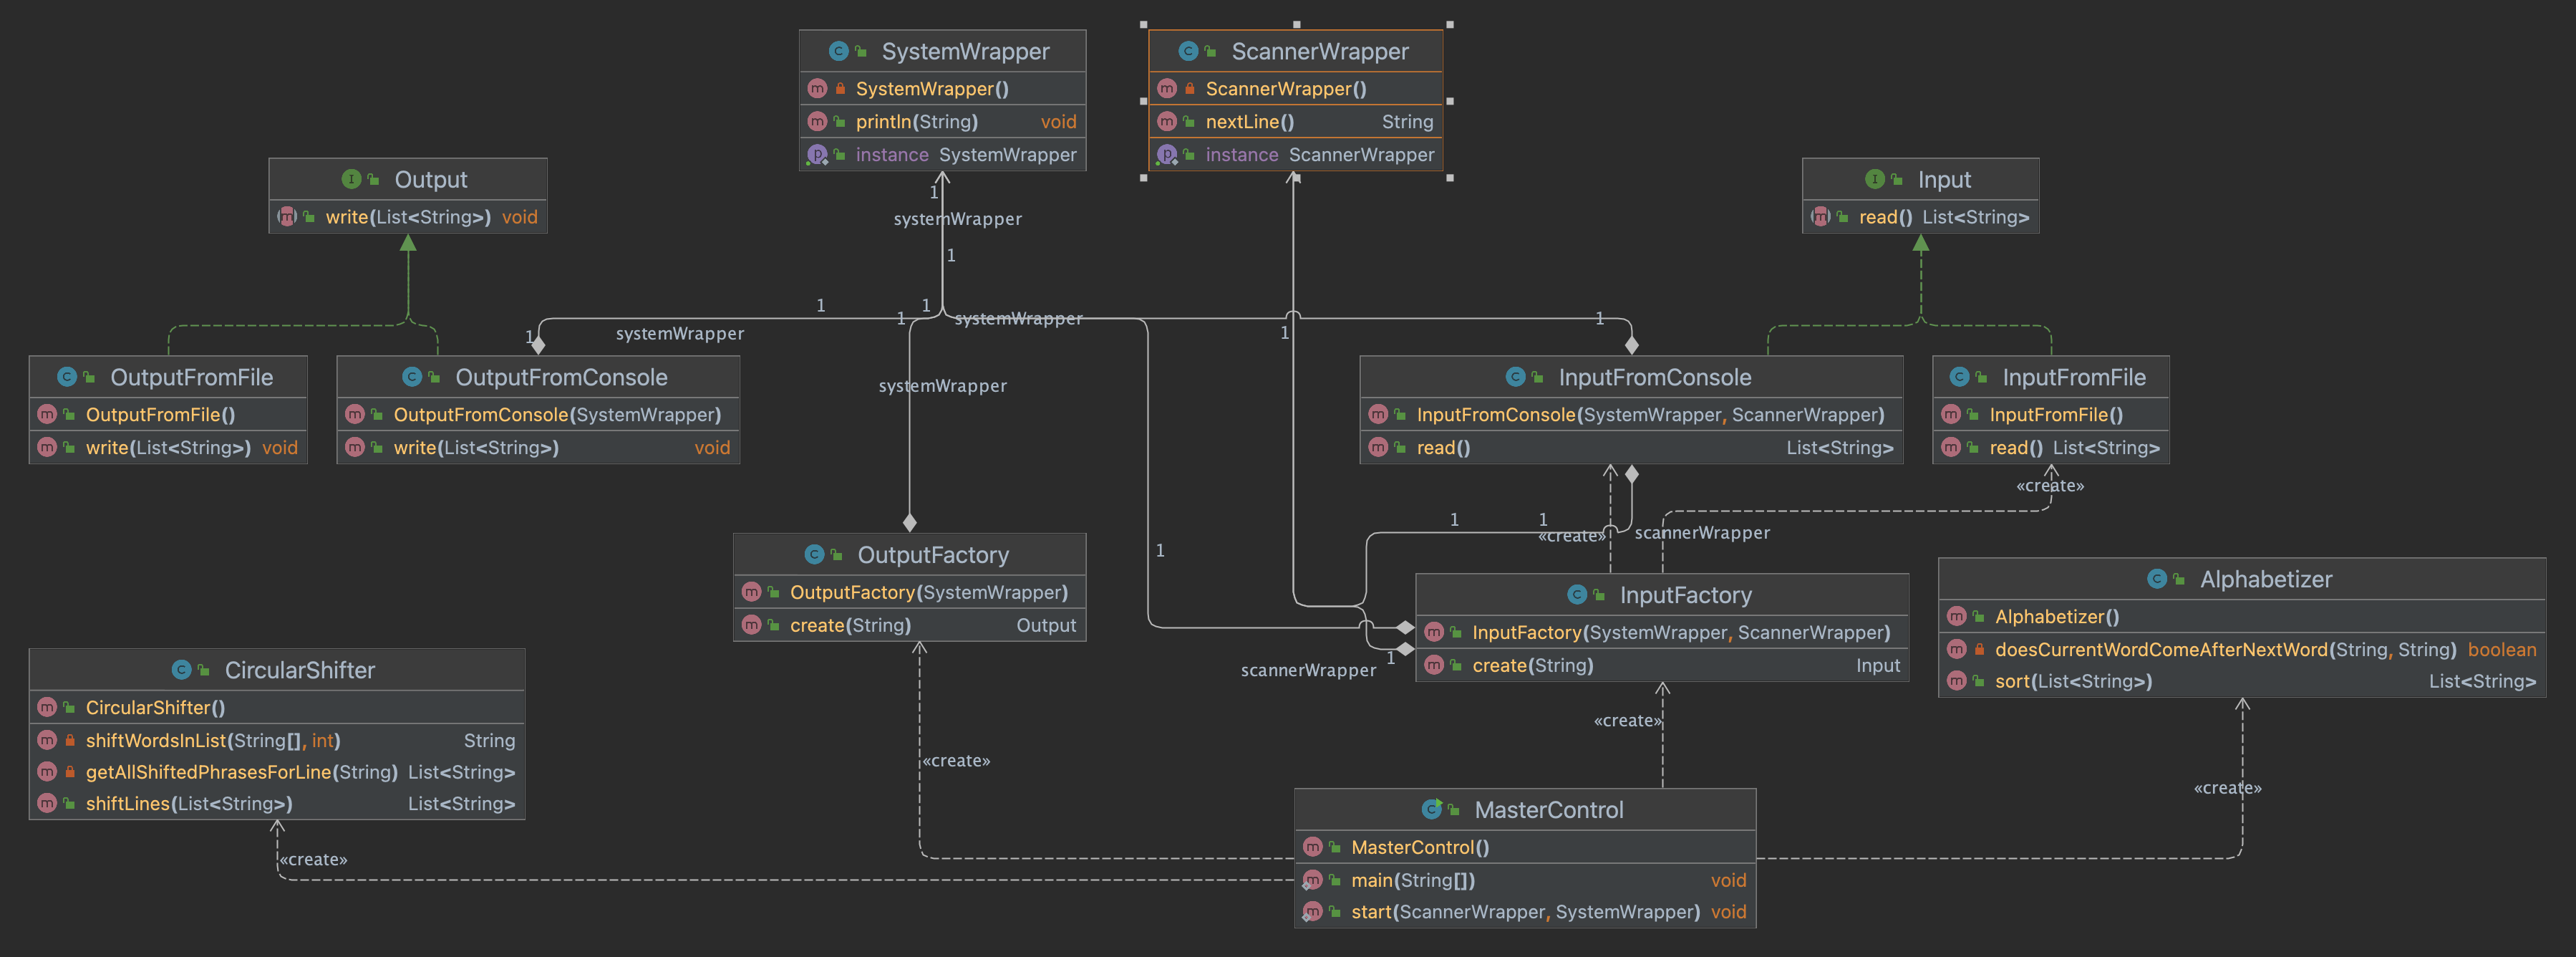 SystemWrapper
SystemWrapper()
println(String) void
instance SystemWrapper
ScannerWrapper
ScannerWrapper()
nextLine() String
instance ScannerWrapper
Output
write(List<String>) void
Input
read() List<String>
1
systemWrapper
1
1
1
1
systemWrapper
1
1
systemWrapper
1
systemWrapper
OutputFromFile
OutputFromFile()
write(List<String>) void
OutputFromConsole
OutputFromConsole(SystemWrapper)
write(List<String>) void
InputFromConsole
InputFromConsole(SystemWrapper, ScannerWrapper)
read() List<String>
InputFromFile
InputFromFile()
read() List<String>
«create»
1
1
«create»
scannerWrapper
1
OutputFactory
OutputFactory(SystemWrapper)
create(String) Output
InputFactory
InputFactory(SystemWrapper, ScannerWrapper)
create(String) Input
1
scannerWrapper
Alphabetizer
Alphabetizer()
doesCurrentWordComeAfterNextWord(String, String) boolean
sort(List<String>) List<String>
CircularShifter
CircularShifter()
shiftWordsInList(String[], int) String
getAllShiftedPhrasesForLine(String) List<String>
shiftLines(List<String>) List<String>
«create»
«create»
«create»
«create»
MasterControl
MasterControl()
main(String[]) void
start(ScannerWrapper, SystemWrapper) void